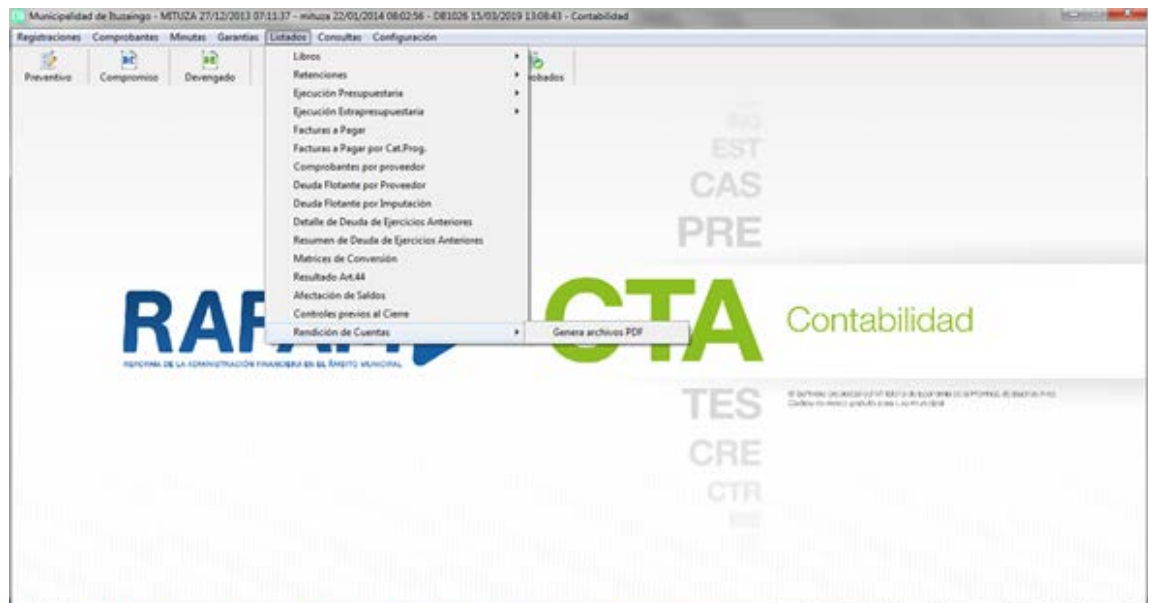 Municipalidad de Ituzaingo - MITUZA 27/12/2013 07:11:37 - mituza 22/01/2014 08:02:56 - DB1026 15/03/2019 13:08:43 - Contabilidad
Registraciones Comprobantes Minutas Garantías Listados Consultas Configuración
Preventivo Compromiso Devengado obados
Libros
Retenciones
Ejecución Presupuestaria
Ejecución Extrapresupuestaria
Facturas a Pagar
Facturas a Pagar por Cat.Prog.
Comprobantes por proveedor
Deuda Flotante por Proveedor
Deuda Flotante por Imputación
Detalle de Deuda de Ejercicios Anteriores
Resumen de Deuda de Ejercicios Anteriores
Matrices de Conversión
Resultado Art.44
Afectación de Saldos
Controles previos al Cierre
Rendición de Cuentas Genera archivos PDF
ING
EST
CAS
PRE
RAFAM CTA Contabilidad
REFORMA DE LA ADMINISTRACIÓN FINANCIERA EN EL ÁMBITO MUNICIPAL
TES
CRE
CTR